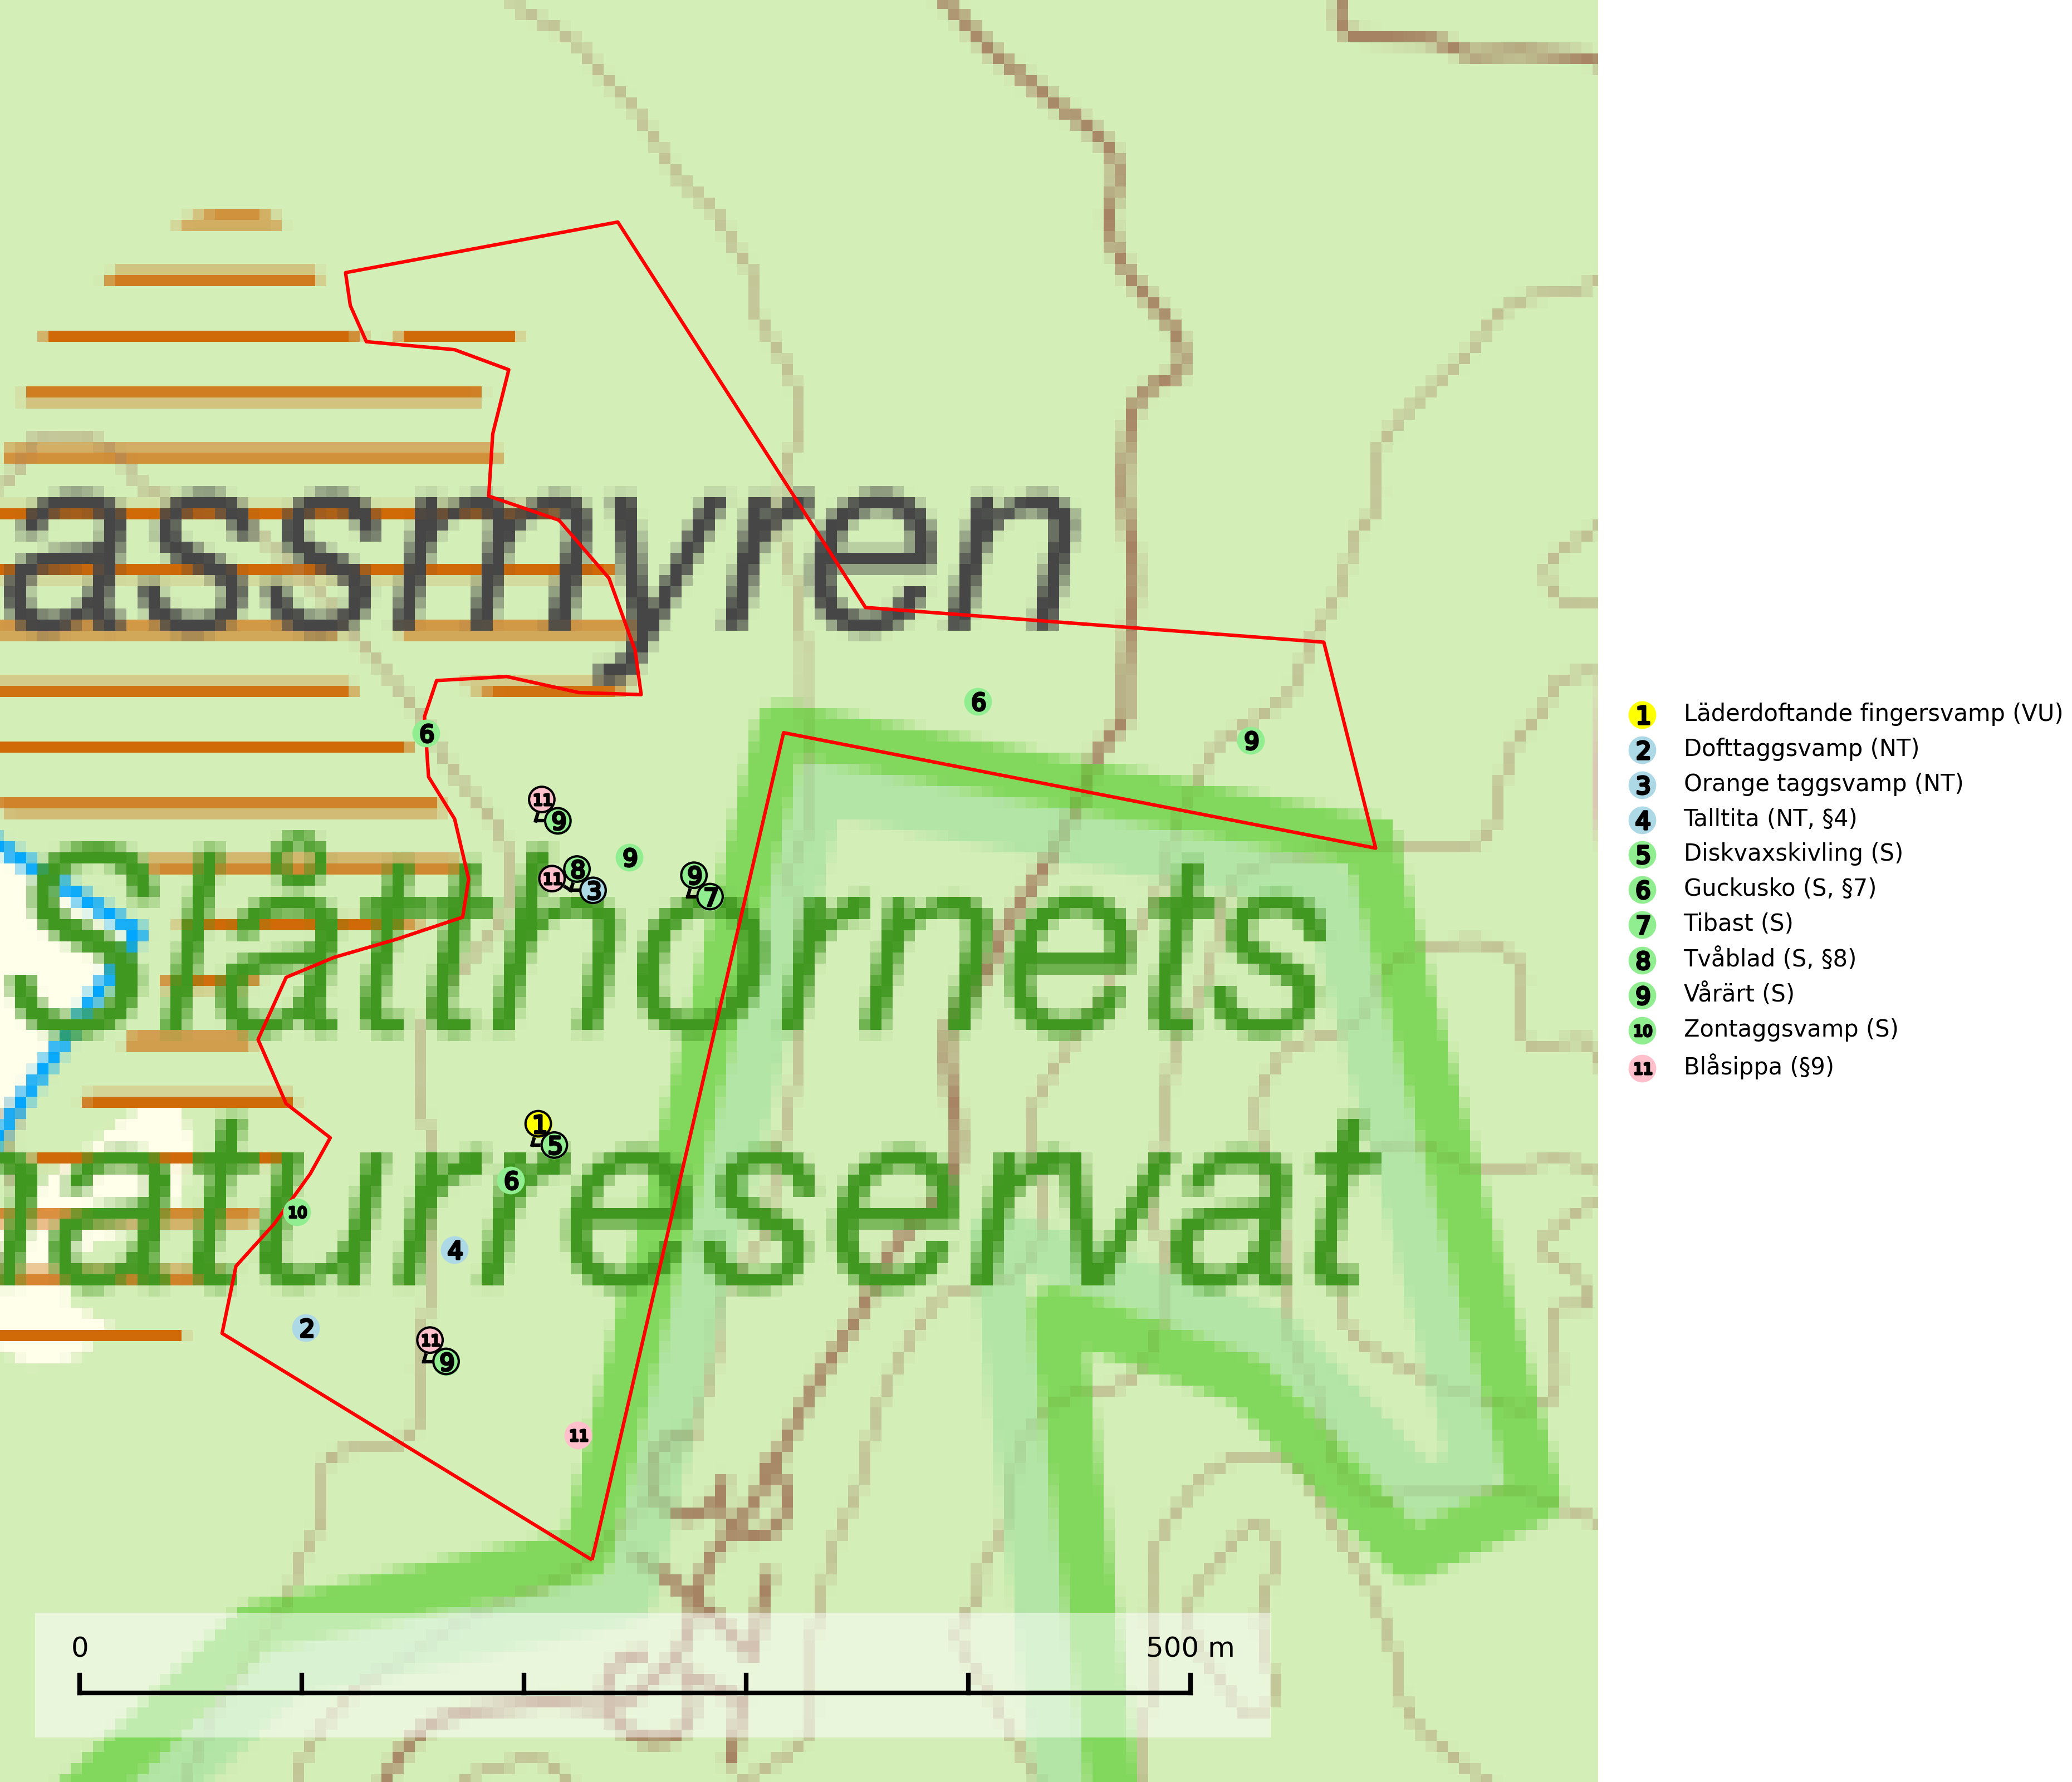 assmyren
6
6
9
11
9
9
8
11
3
9
7
Slåthornets
1
5
6
naturreservat
10
4
2
11
9
11
0
500 m
1 Läderdoftande fingersvamp (VU)
2 Dofttaggsvamp (NT)
3 Orange taggsvamp (NT)
4 Talltita (NT, §4)
5 Diskvaxskivling (S)
6 Guckusko (S, §7)
7 Tibast (S)
8 Tvåblad (S, §8)
9 Vårärt (S)
10 Zontaggsvamp (S)
11 Blåsippa (§9)